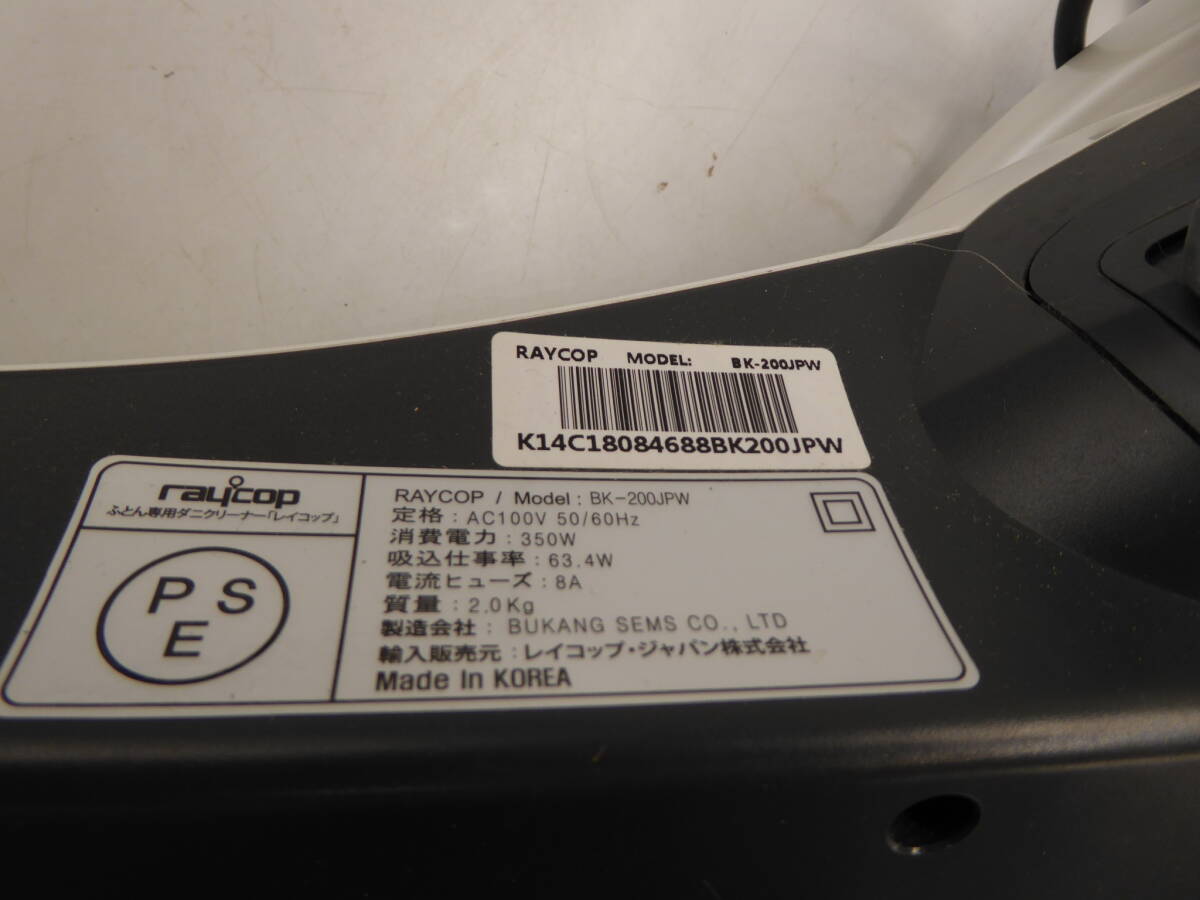 RAYCOP MODEL: BK-200JPW
K14C18084688BK200JPW
raycop
ふとん専用ダニクリーナー「レイコップ」
P S
E
RAYCOP / Model : BK-200JPW
定格 : AC100V 50/60Hz
消費電力 : 350W
吸込仕事率 : 63.4W
電流ヒューズ : 8A
質量 : 2.0Kg
製造会社 : BUKANG SEMS CO., LTD
輸入販売元 : レイコップ・ジャパン株式会社
Made In KOREA